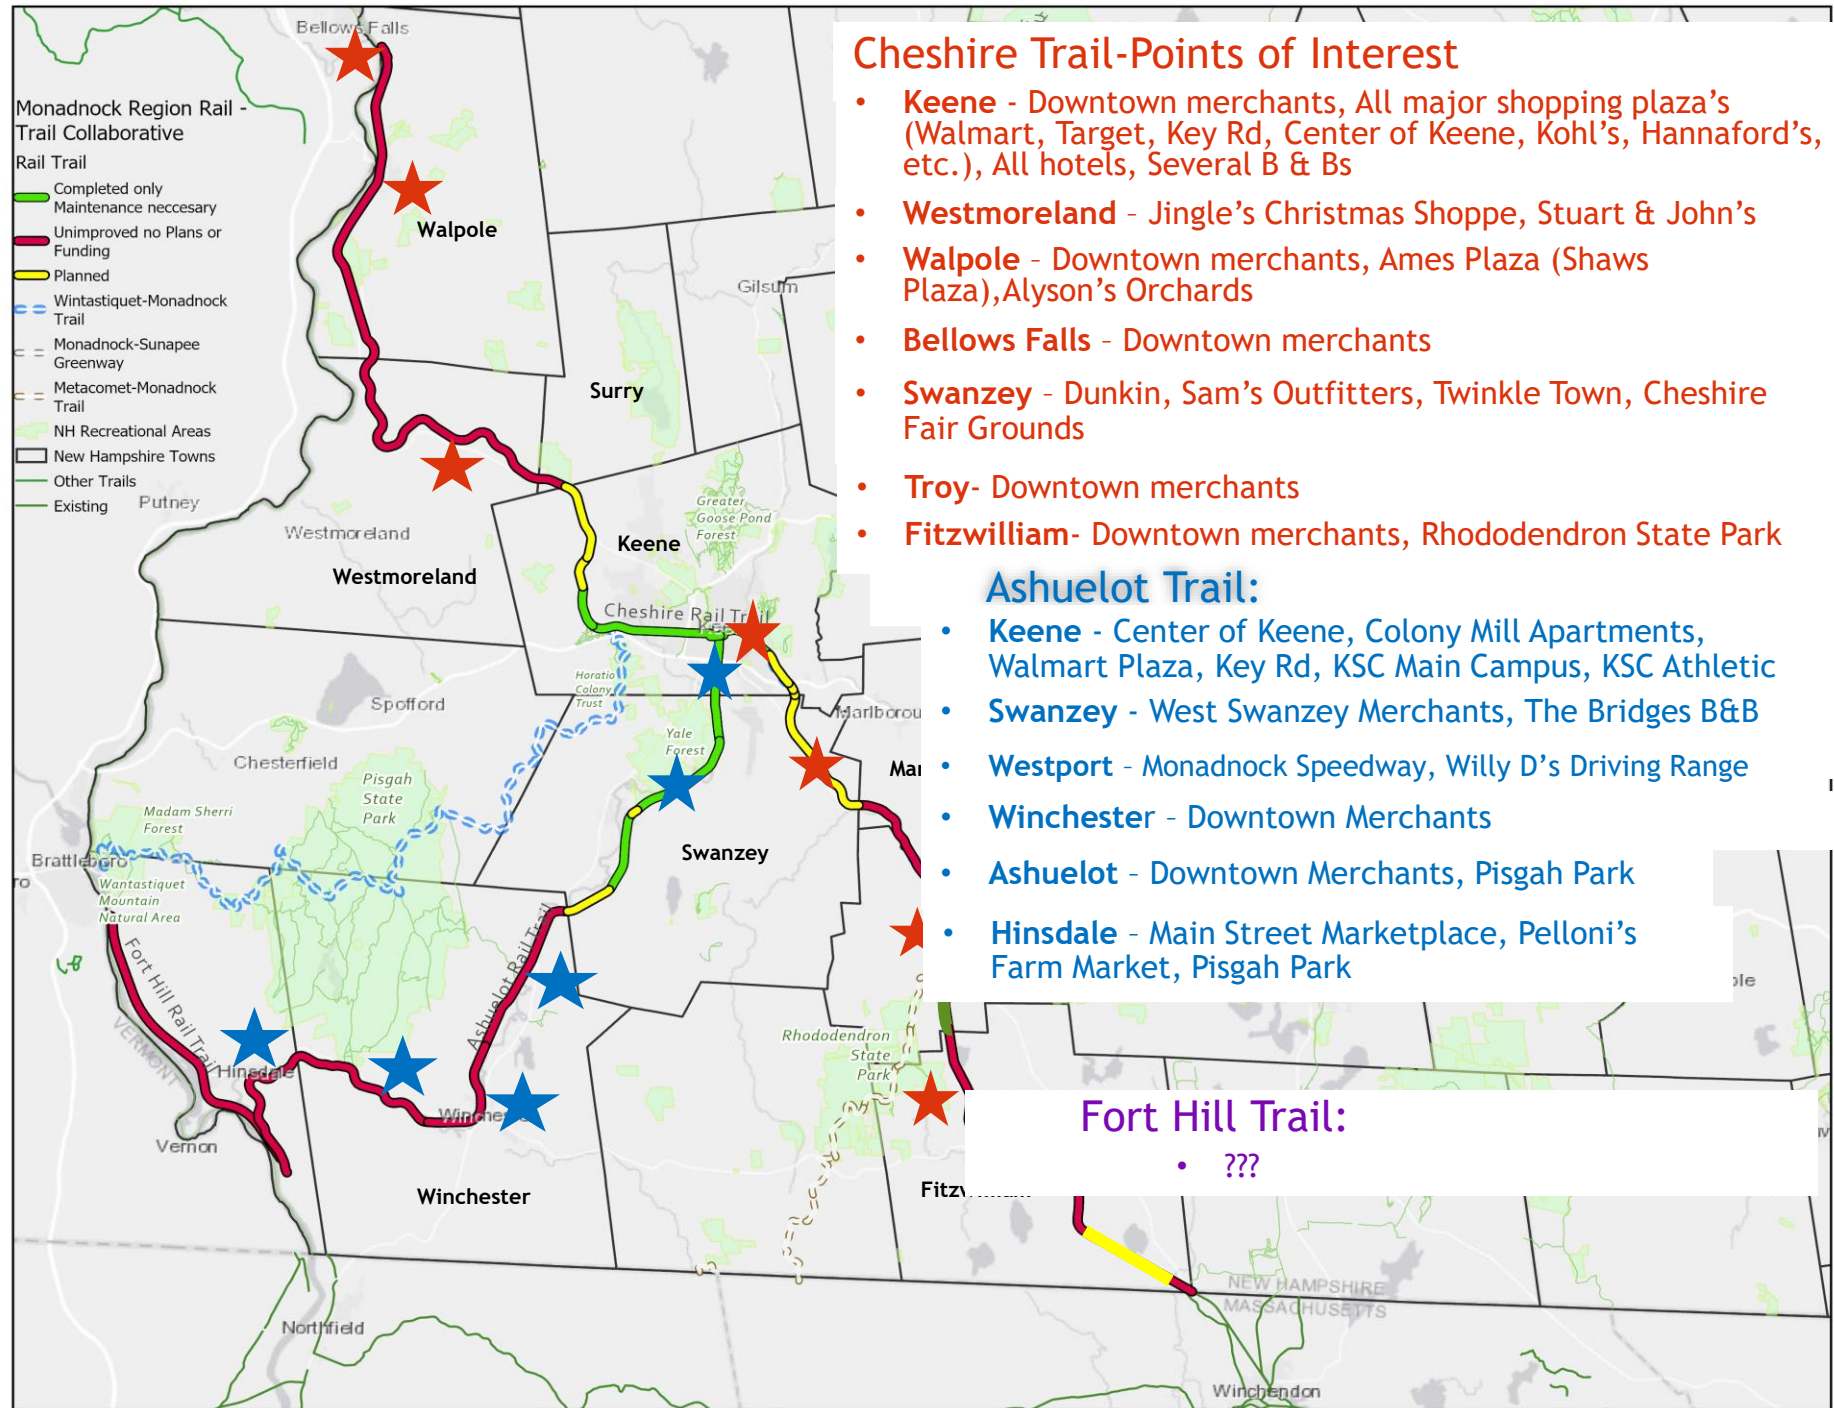 Bellows Falls
Monadnock Region Rail -
Trail Collaborative
Rail Trail
Completed only
Maintenance neccesary
Unimproved no Plans or
Funding
Planned
Wintastiquet-Monadnock
Trail
Monadnock-Sunapee
Greenway
Metacomet-Monadnock
Trail
NH Recreational Areas
New Hampshire Towns
Other Trails
Existing
Cheshire Trail-Points of Interest
• Keene - Downtown merchants, All major shopping plaza's
(Walmart, Target, Key Rd, Center of Keene, Kohl's, Hannaford's,
etc.), All hotels, Several B & Bs
• Westmoreland – Jingle's Christmas Shoppe, Stuart & John's
• Walpole – Downtown merchants, Ames Plaza (Shaws
Plaza),Alyson's Orchards
• Bellows Falls – Downtown merchants
• Swanzey – Dunkin, Sam's Outfitters, Twinkle Town, Cheshire
Fair Grounds
• Troy- Downtown merchants
• Fitzwilliam- Downtown merchants, Rhododendron State Park
Ashuelot Trail:
• Keene - Center of Keene, Colony Mill Apartments,
Walmart Plaza, Key Rd, KSC Main Campus, KSC Athletic
• Swanzey - West Swanzey Merchants, The Bridges B&B
• Westport – Monadnock Speedway, Willy D's Driving Range
• Winchester – Downtown Merchants
• Ashuelot – Downtown Merchants, Pisgah Park
• Hinsdale – Main Street Marketplace, Pelloni's
Farm Market, Pisgah Park
Fort Hill Trail:
• ???
Walpole
Gilsum
Surry
Putney
Westmoreland
Westmoreland
Greater
Goose Pond
Forest
Keene
Cheshire Rail Trail
Horatio
Colony
Trust
Spofford
Marlborou
Yale
Forest
Chesterfield
Pisgah
State
Park
Mar
Madam Sherri
Forest
Swanzey
Brattleboro
ro
Wantastiquet
Mountain
Natural Area
Fort Hill Rail Trail
Ashuelot Rail Trail
VERMONT
Hinsdale
Rhododendron
State
Park
Vernon
Winchester
Fitzw
NEW HAMPSHIRE
MASSACHUSETTS
Northfield
Winchendon